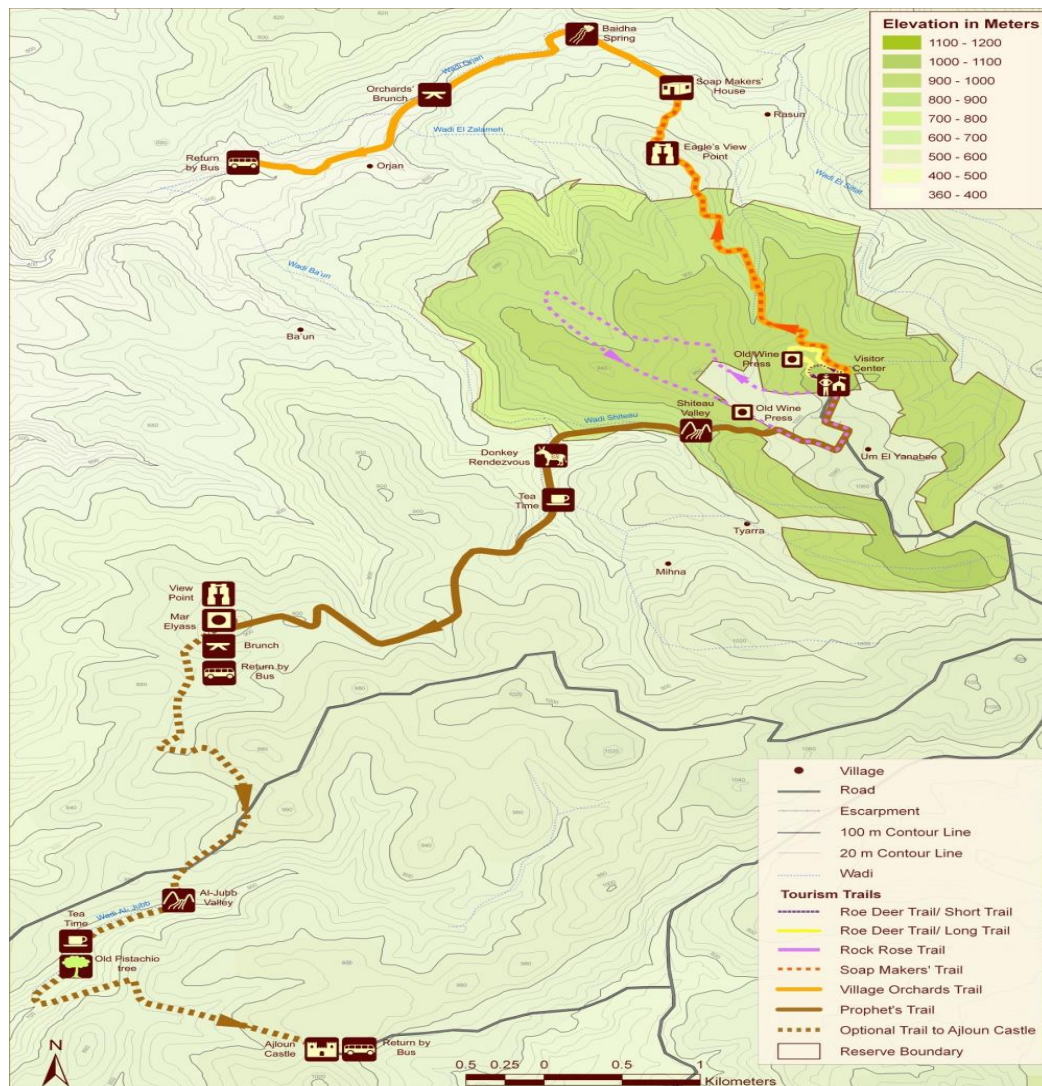 Elevation in Meters
1100 - 1200
1000 - 1100
900 - 1000
800 - 900
700 - 800
600 - 700
500 - 600
400 - 500
360 - 400
Baidha
Spring
Wadi Orjan
Orchards'
Brunch
Soap Makers'
House
Rasun
Wadi El Zalameh
Return
by Bus
Orjan
Eagle's View
Point
Wadi Ba'un
Ba'un
Old Wine
Press
Visitor
Center
Old Wine
Press
Shiteau
Valley
Wadi Shiteau
Um El Yanabee
Donkey
Rendezvous
Tea
Time
Tyarra
Mihna
View
Point
Mar
Elyass
Brunch
Return by
Bus
Al-Jubb
Valley
Wadi AL- Jubb
Tea
Time
Old Pistachio
tree
Ajloun
Castle
Return by
Bus
Village
Road
Escarpment
100 m Contour Line
20 m Contour Line
Wadi
Tourism Trails
Roe Deer Trail/ Short Trail
Roe Deer Trail/ Long Trail
Rock Rose Trail
Soap Makers' Trail
Village Orchards Trail
Prophet's Trail
Optional Trail to Ajloun Castle
Reserve Boundary
N
0.5 0.25 0 0.5 1
Kilometers